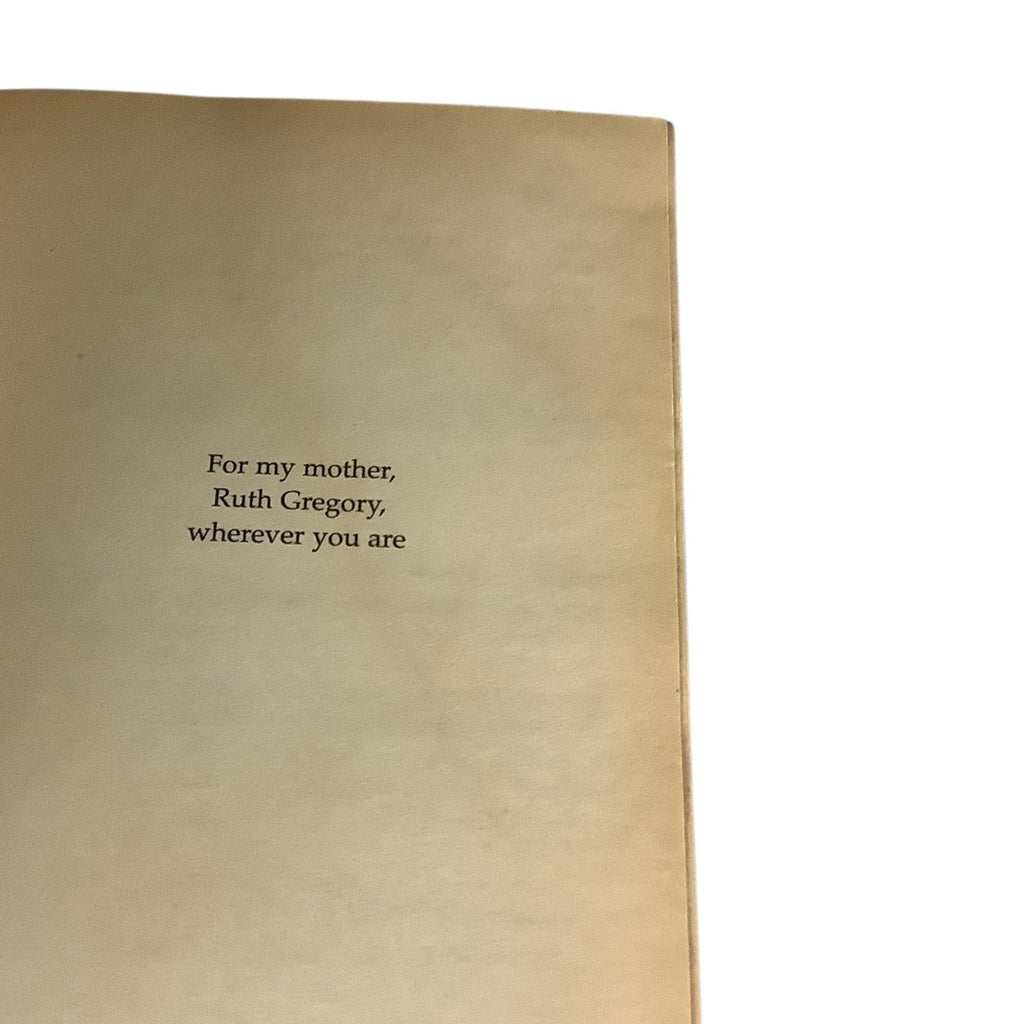 For my mother,
Ruth Gregory,
wherever you are